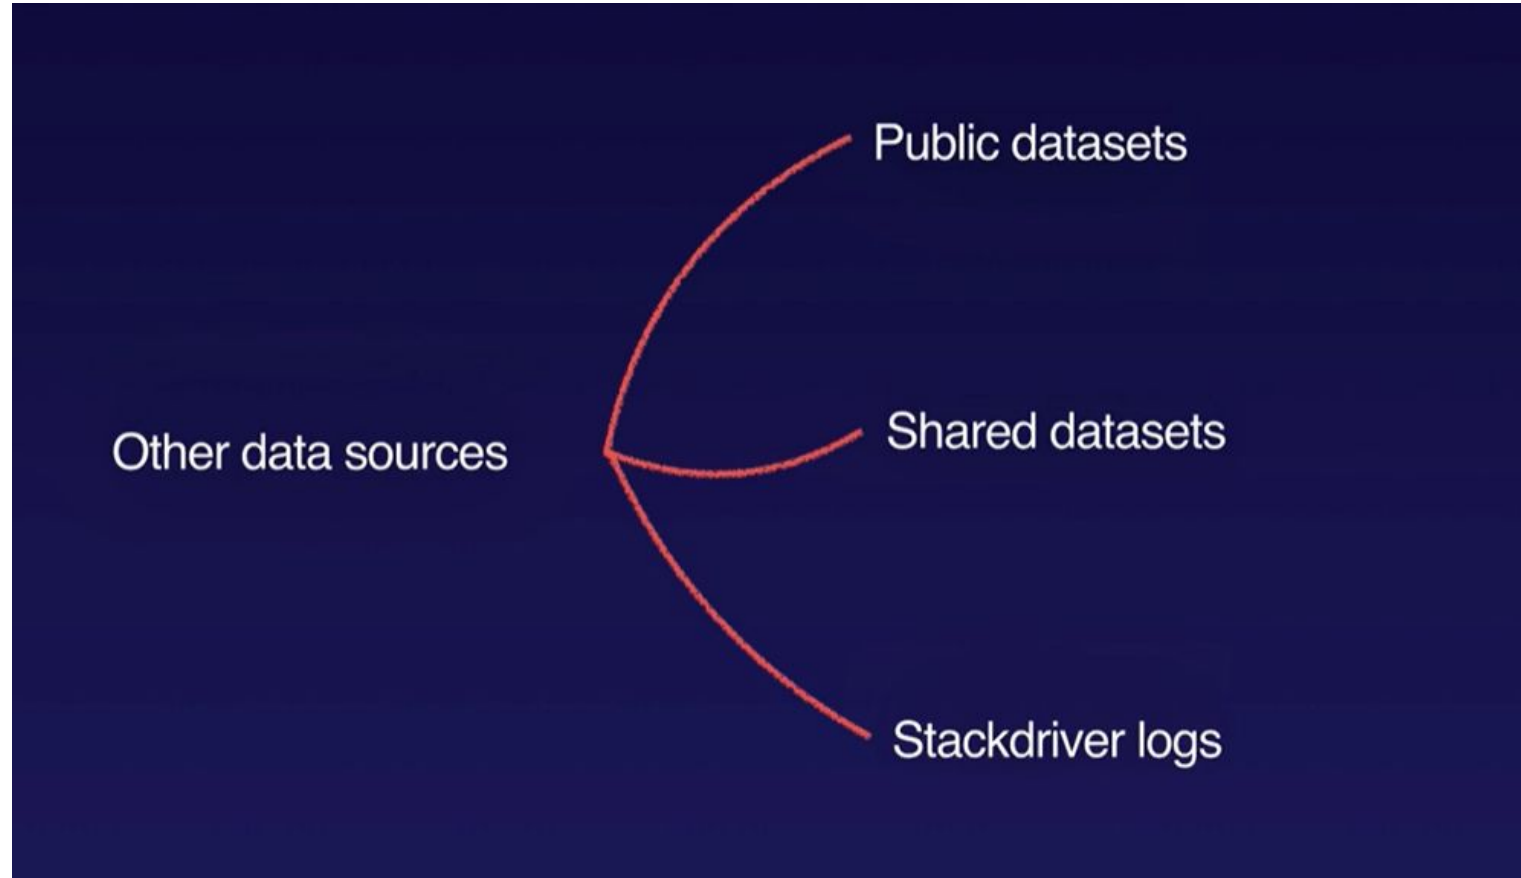 Public datasets
Other data sources
Shared datasets
Stackdriver logs